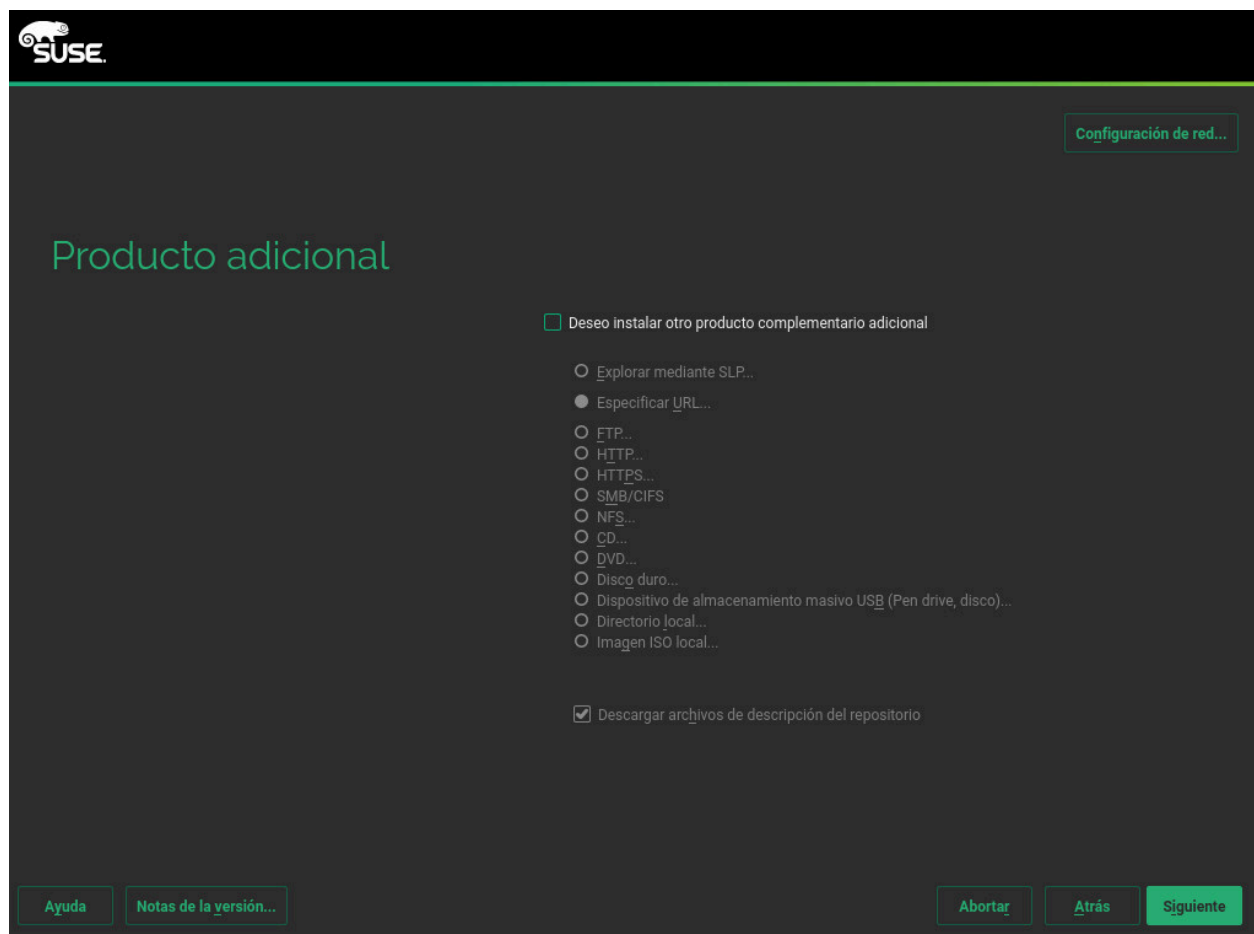 SUSE.
Configuración de red...
Producto adicional
Deseo instalar otro producto complementario adicional
Explorar mediante SLP...
Especificar URL...
FTP...
HTTP...
HTTPS...
SMB/CIFS
NFS...
CD...
DVD...
Disco duro...
Dispositivo de almacenamiento masivo USB (Pen drive, disco)...
Directorio local...
Imagen ISO local...
Descargar archivos de descripción del repositorio
Ayuda
Notas de la versión...
Abortar
Atrás
Siguiente